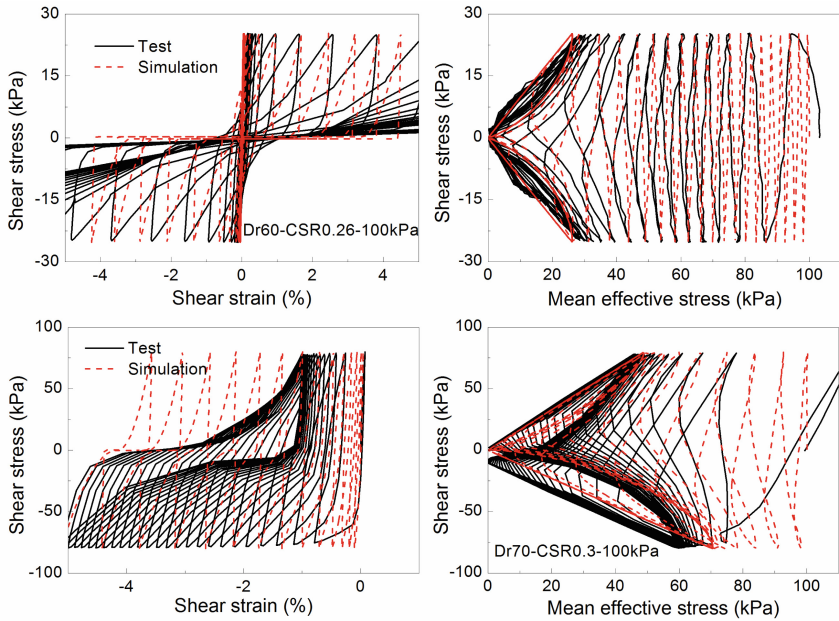 30
15
0
-15
-30
Shear stress (kPa)
Test
Simulation
Dr60-CSR0.26-100kPa
-4 -2 0 2 4
Shear strain (%)
30
15
0
-15
-30
Shear stress (kPa)
0 20 40 60 80 100
Mean effective stress (kPa)
100
50
0
-50
-100
Shear stress (kPa)
Test
Simulation
-4 -2 0
Shear strain (%)
100
50
0
-50
-100
Shear stress (kPa)
Dr70-CSR0.3-100kPa
0 20 40 60 80 100
Mean effective stress (kPa)